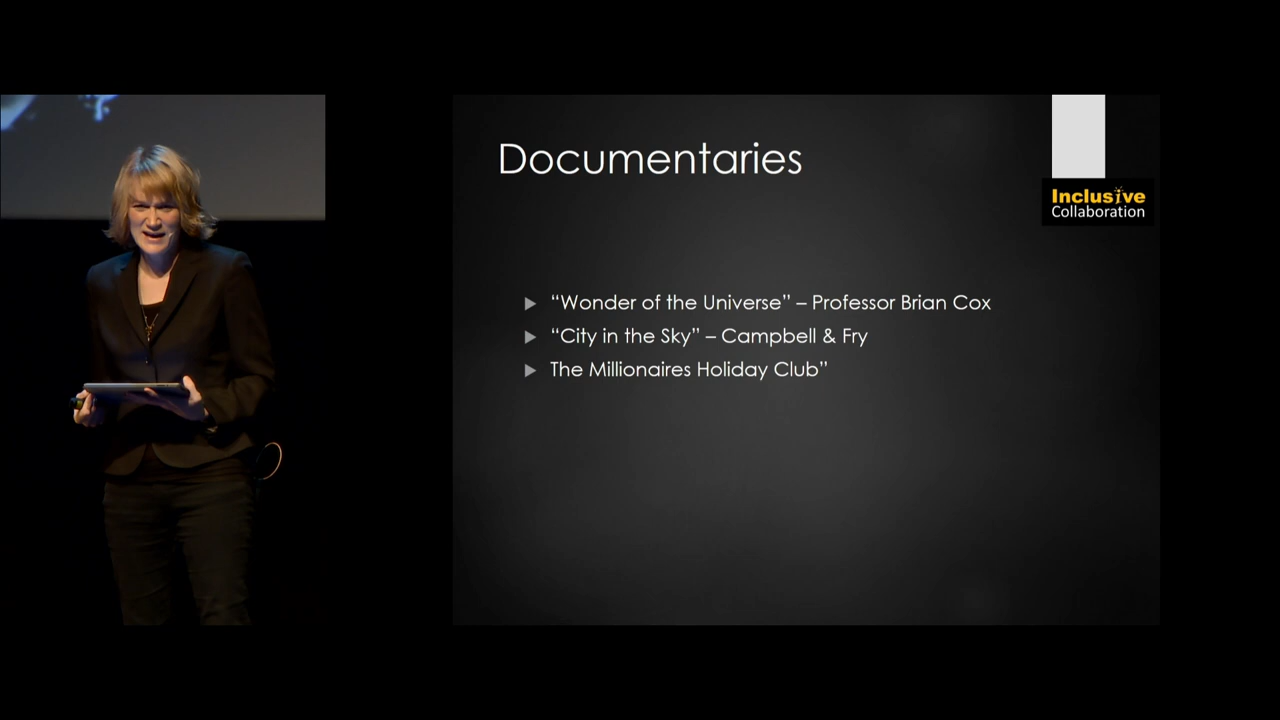 Documentaries
Inclusive
Collaboration
“Wonder of the Universe” – Professor Brian Cox
“City in the Sky” – Campbell & Fry
The Millionaires Holiday Club”